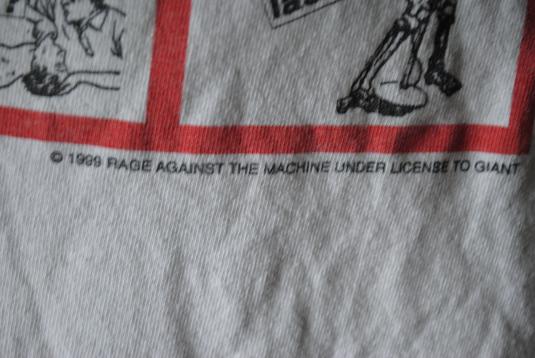 © 1999 RAGE AGAINST THE MACHINE UNDER LICENSE TO GIANT